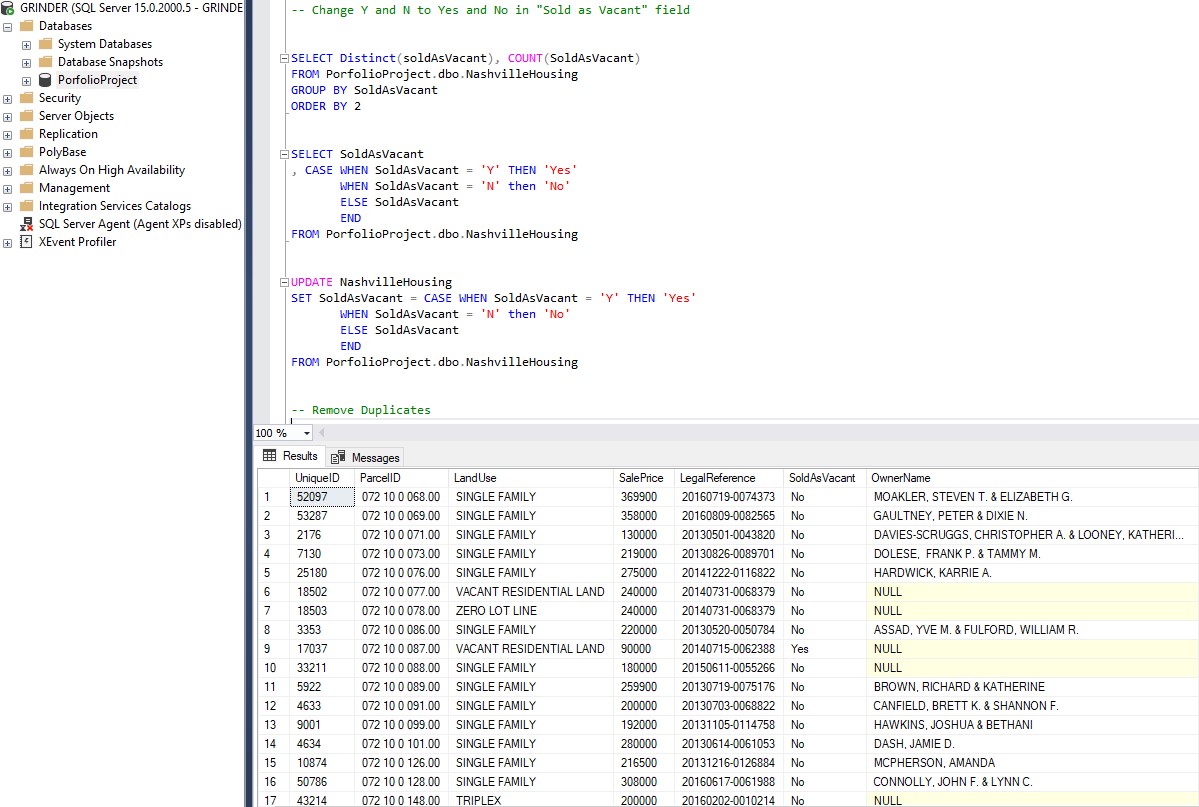 GRINDER (SQL Server 15.0.2000.5 - GRINDE
Databases
System Databases
Database Snapshots
PorfolioProject
Security
Server Objects
Replication
PolyBase
Always On High Availability
Management
Integration Services Catalogs
SQL Server Agent (Agent XPs disabled)
XEvent Profiler
-- Change Y and N to Yes and No in "Sold as Vacant" field
SELECT Distinct(soldAsVacant), COUNT(SoldAsVacant)
FROM PorfolioProject.dbo.NashvilleHousing
GROUP BY SoldAsVacant
ORDER BY 2
SELECT SoldAsVacant
, CASE WHEN SoldAsVacant = 'Y' THEN 'Yes'
WHEN SoldAsVacant = 'N' then 'No'
ELSE SoldAsVacant
END
FROM PorfolioProject.dbo.NashvilleHousing
UPDATE NashvilleHousing
SET SoldAsVacant = CASE WHEN SoldAsVacant = 'Y' THEN 'Yes'
WHEN SoldAsVacant = 'N' then 'No'
ELSE SoldAsVacant
END
FROM PorfolioProject.dbo.NashvilleHousing
-- Remove Duplicates
100 %
Results Messages
UniqueID ParcelID LandUse SalePrice LegalReference SoldAsVacant OwnerName
1 52097 072 10 0 068.00 SINGLE FAMILY 369900 20160719-0074373 No MOAKLER, STEVEN T. & ELIZABETH G.
2 53287 072 10 0 069.00 SINGLE FAMILY 358000 20160809-0082565 No GAULTNEY, PETER & DIXIE N.
3 2176 072 10 0 071.00 SINGLE FAMILY 130000 20130501-0043820 No DAVIES-SCRUGGS, CHRISTOPHER A. & LOONEY, KATHERI...
4 7130 072 10 0 073.00 SINGLE FAMILY 219000 20130826-0089701 No DOLESE, FRANK P. & TAMMY M.
5 25180 072 10 0 076.00 SINGLE FAMILY 275000 20141222-0116822 No HARDWICK, KARRIE A.
6 18502 072 10 0 077.00 VACANT RESIDENTIAL LAND 240000 20140731-0068379 No NULL
7 18503 072 10 0 078.00 ZERO LOT LINE 240000 20140731-0068379 No NULL
8 3353 072 10 0 086.00 SINGLE FAMILY 220000 20130520-0050784 No ASSAD, YVE M. & FULFORD, WILLIAM R.
9 17037 072 10 0 087.00 VACANT RESIDENTIAL LAND 90000 20140715-0062388 Yes NULL
10 33211 072 10 0 088.00 SINGLE FAMILY 180000 20150611-0055266 No NULL
11 5922 072 10 0 089.00 SINGLE FAMILY 259900 20130719-0075176 No BROWN, RICHARD & KATHERINE
12 4633 072 10 0 091.00 SINGLE FAMILY 200000 20130703-0068822 No CANFIELD, BRETT K. & SHANNON F.
13 9001 072 10 0 099.00 SINGLE FAMILY 192000 20131105-0114758 No HAWKINS, JOSHUA & BETHANI
14 4634 072 10 0 101.00 SINGLE FAMILY 280000 20130614-0061053 No DASH, JAMIE D.
15 10874 072 10 0 126.00 SINGLE FAMILY 216500 20131216-0126884 No MCPHERSON, AMANDA
16 50786 072 10 0 128.00 SINGLE FAMILY 308000 20160617-0061988 No CONNOLLY, JOHN F. & LYNN C.
17 43214 072 10 0 148.00 TRIPLEX 200000 20160202-0010214 No NULL